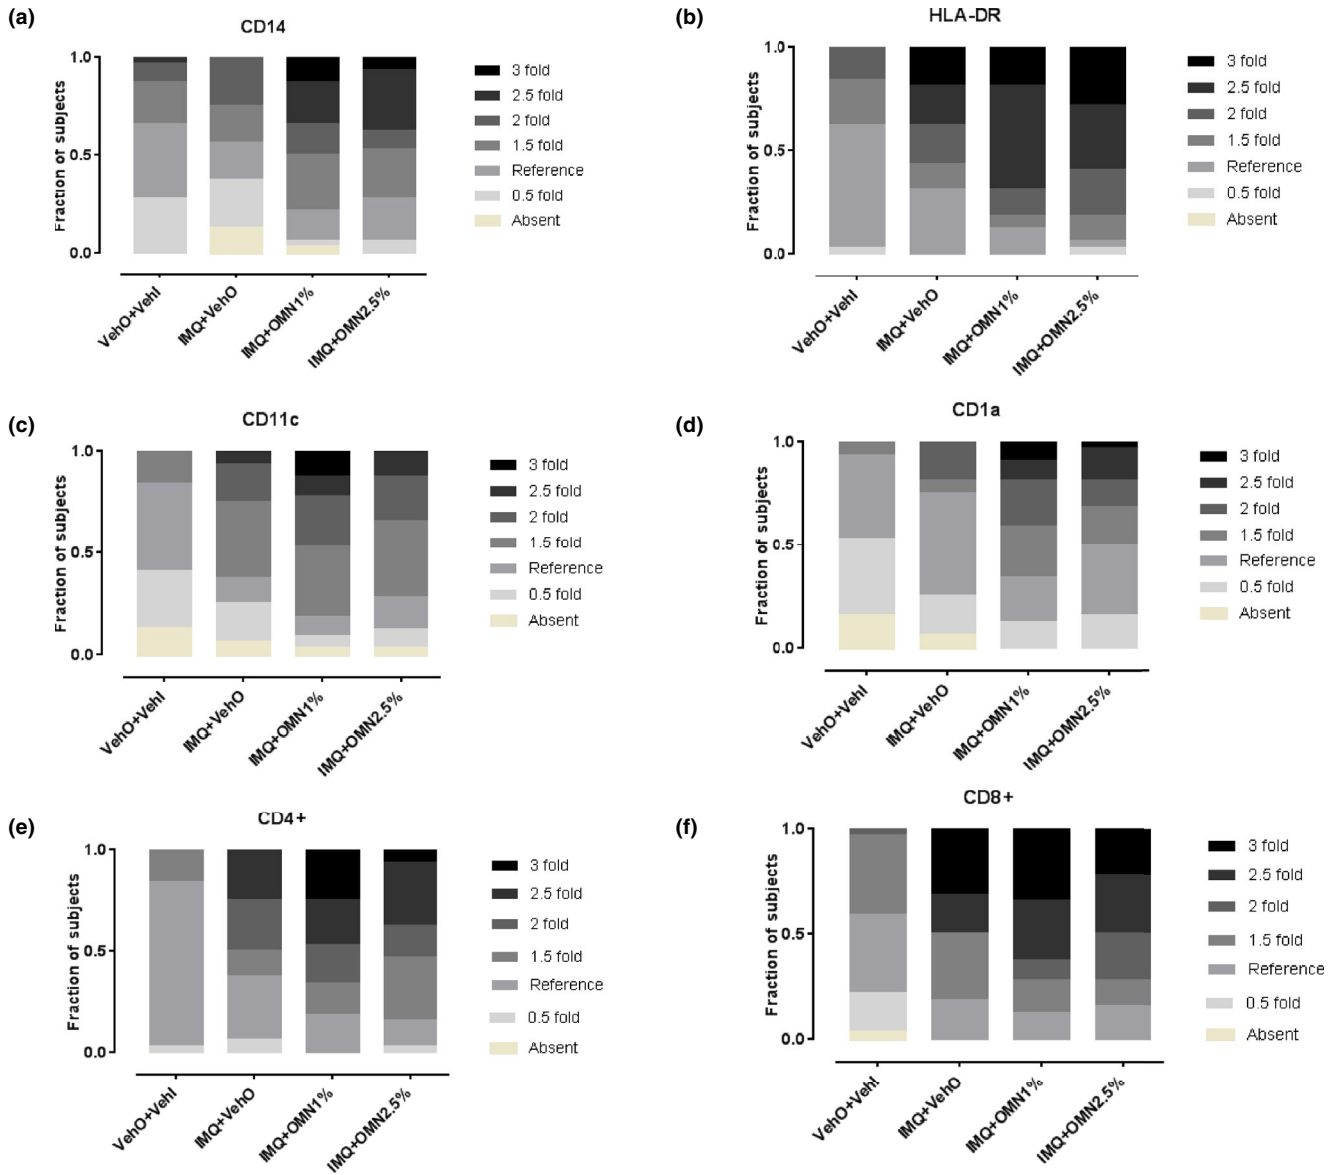 (a)
CD14
Fraction of subjects
1.0
0.5
0.0
3 fold
2.5 fold
2 fold
1.5 fold
Reference
0.5 fold
Absent
VehO+VehI
IMQ+VehO
IMQ+OMN1%
IMQ+OMN2.5%
(b)
HLA-DR
Fraction of subjects
1.0
0.5
0.0
3 fold
2.5 fold
2 fold
1.5 fold
Reference
0.5 fold
Absent
VehO+VehI
IMQ+VehO
IMQ+OMN1%
IMQ+OMN2.5%
(c)
CD11c
Fraction of subjects
1.0
0.5
0.0
3 fold
2.5 fold
2 fold
1.5 fold
Reference
0.5 fold
Absent
VehO+VehI
IMQ+VehO
IMQ+OMN1%
IMQ+OMN2.5%
(d)
CD1a
Fraction of subjects
1.0
0.5
0.0
3 fold
2.5 fold
2 fold
1.5 fold
Reference
0.5 fold
Absent
VehO+VehI
IMQ+VehO
IMQ+OMN1%
IMQ+OMN2.5%
(e)
CD4+
Fraction of subjects
1.0
0.5
0.0
3 fold
2.5 fold
2 fold
1.5 fold
Reference
0.5 fold
Absent
VehO+VehI
IMQ+VehO
IMQ+OMN1%
IMQ+OMN2.5%
(f)
CD8+
Fraction of subjects
1.0
0.5
0.0
3 fold
2.5 fold
2 fold
1.5 fold
Reference
0.5 fold
Absent
VehO+VehI
IMQ+VehO
IMQ+OMN1%
IMQ+OMN2.5%